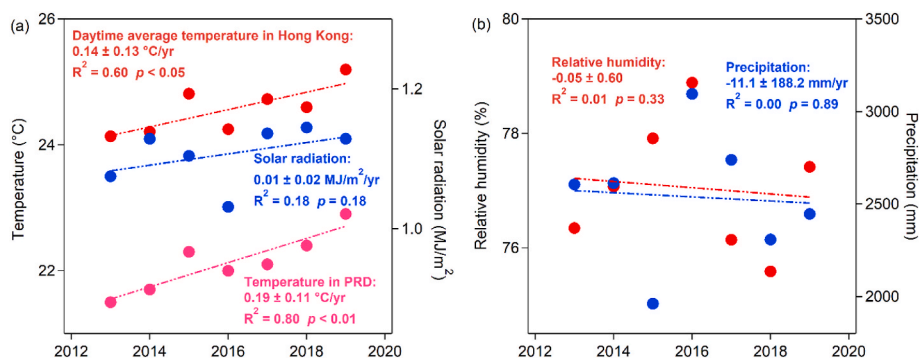 (a)
26
24
22
Temperature (°C)
Daytime average temperature in Hong Kong:
0.14 ± 0.13 °C/yr
R² = 0.60 p < 0.05
Solar radiation:
0.01 ± 0.02 MJ/m²/yr
R² = 0.18 p = 0.18
Temperature in PRD:
0.19 ± 0.11 °C/yr
R² = 0.80 p < 0.01
1.2
1.0
Solar radiation (MJ/m²)
2012 2014 2016 2018 2020
(b)
80
78
76
Relative humidity (%)
Relative humidity:
-0.05 ± 0.60
R² = 0.01 p = 0.33
Precipitation:
-11.1 ± 188.2 mm/yr
R² = 0.00 p = 0.89
3500
3000
2500
2000
Precipitation (mm)
2012 2014 2016 2018 2020